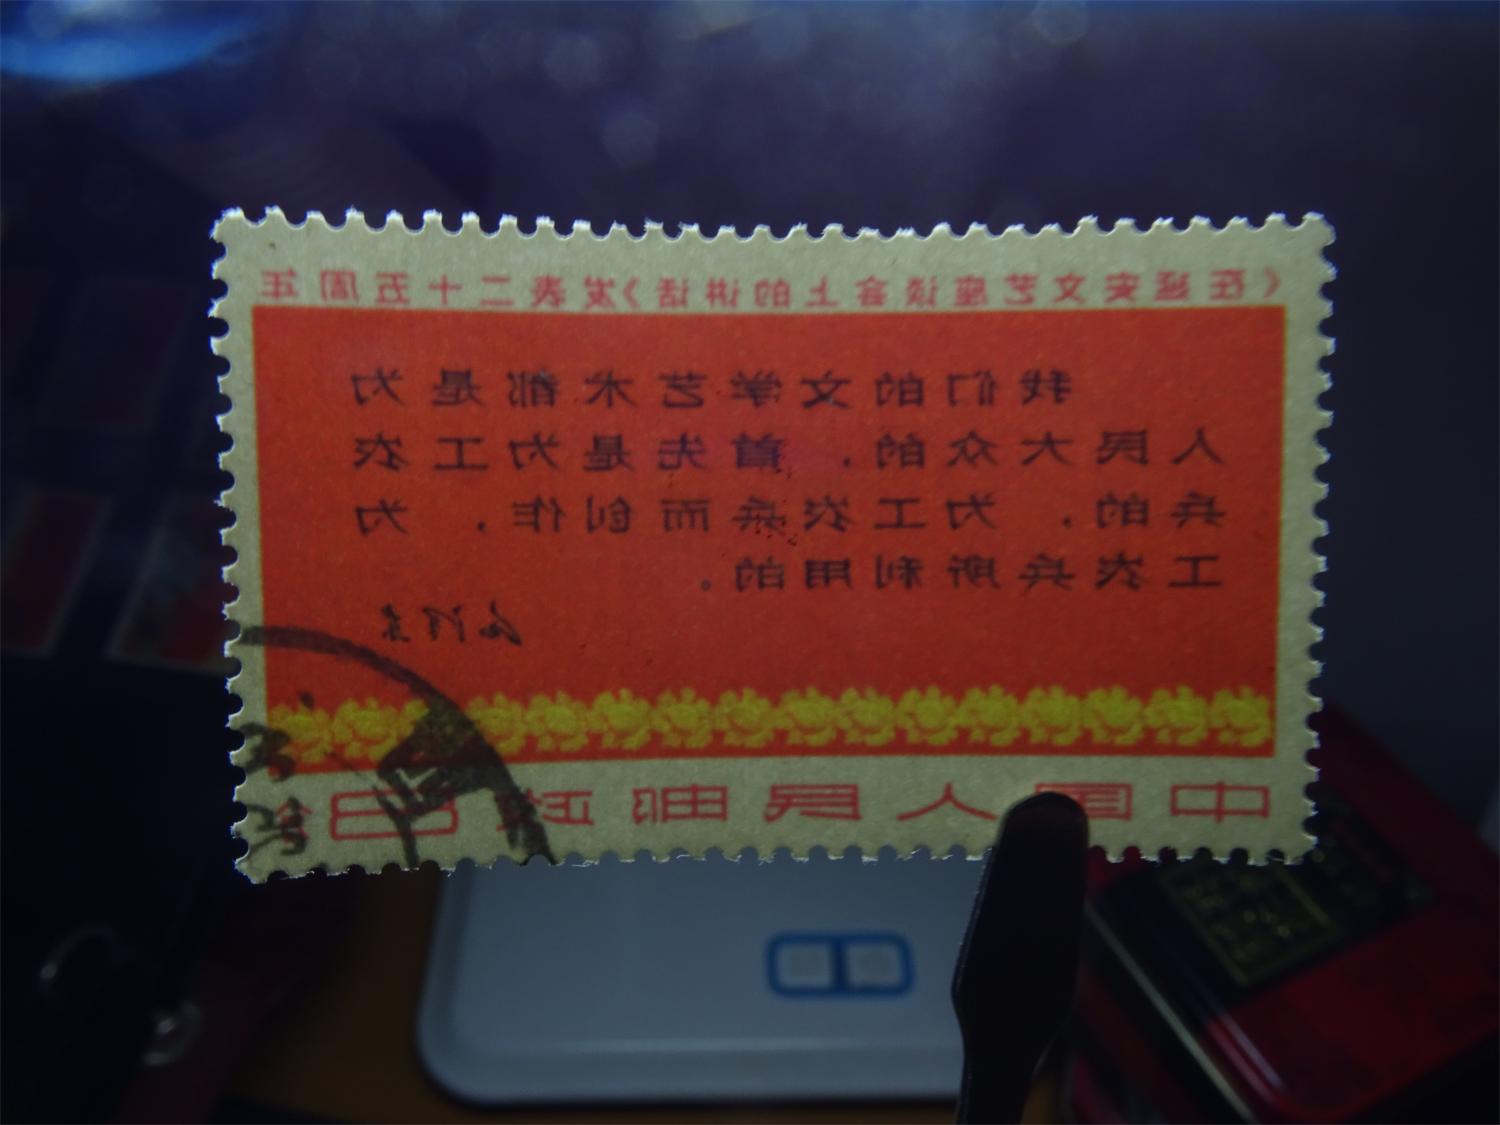 《在延安文艺座谈会上的讲话》发表二十五周年
我们的文学艺术都是为
人民大众的，首先是为工农
兵的，为工农兵而创作，为
工农兵所利用的。
毛泽东
中国人民邮政 8分